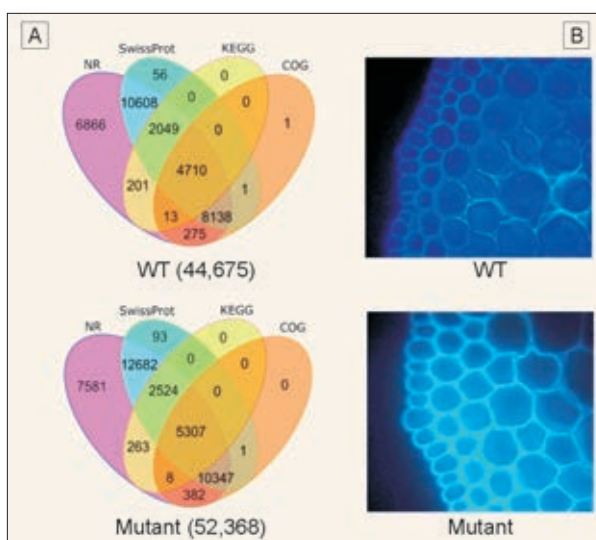 A
B
SwissProt
KEGG
NR
COG
56
0
10608
0
0
6866
2049
0
1
4710
201
1
13
8138
275
WT (44,675)
WT
SwissProt
KEGG
NR
COG
93
0
12682
0
0
7581
2524
0
0
5307
263
1
8
10347
382
Mutant (52,368)
Mutant